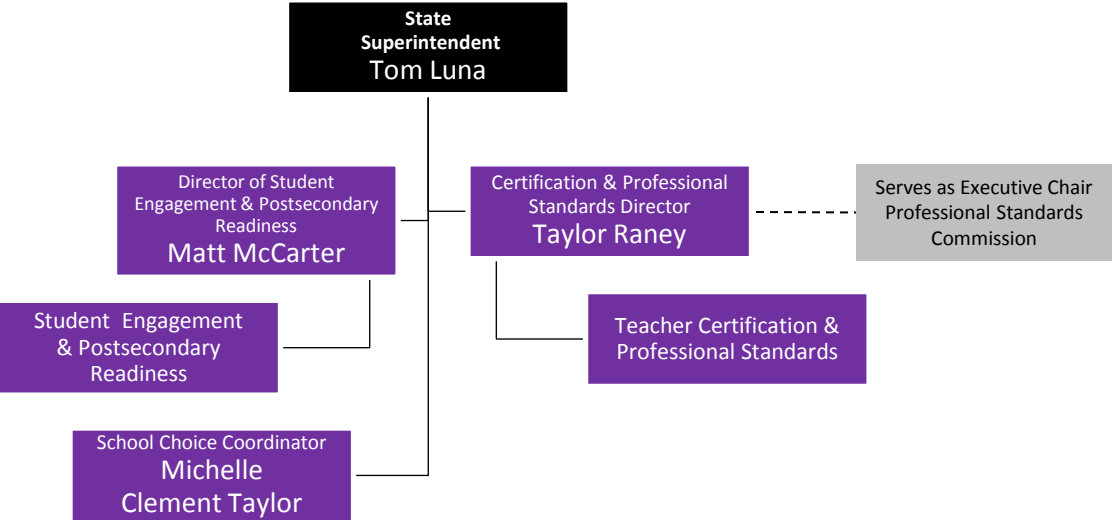 State
Superintendent
Tom Luna
Director of Student
Engagement & Postsecondary
Readiness
Matt McCarter
Certification & Professional
Standards Director
Taylor Raney
Serves as Executive Chair
Professional Standards
Commission
Student Engagement
& Postsecondary
Readiness
Teacher Certification &
Professional Standards
School Choice Coordinator
Michelle
Clement Taylor